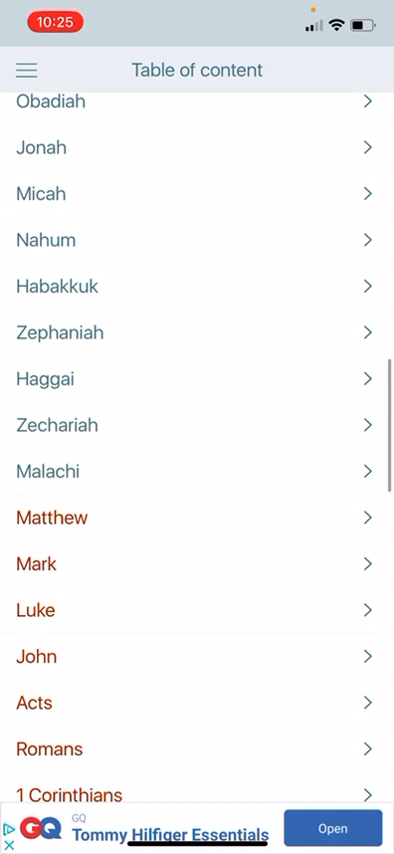 10:25
Table of content
Obadiah
Jonah
Micah
Nahum
Habakkuk
Zephaniah
Haggai
Zechariah
Malachi
Matthew
Mark
Luke
John
Acts
Romans
1 Corinthians
GQ
GQ
Tommy Hilfiger Essentials
Open